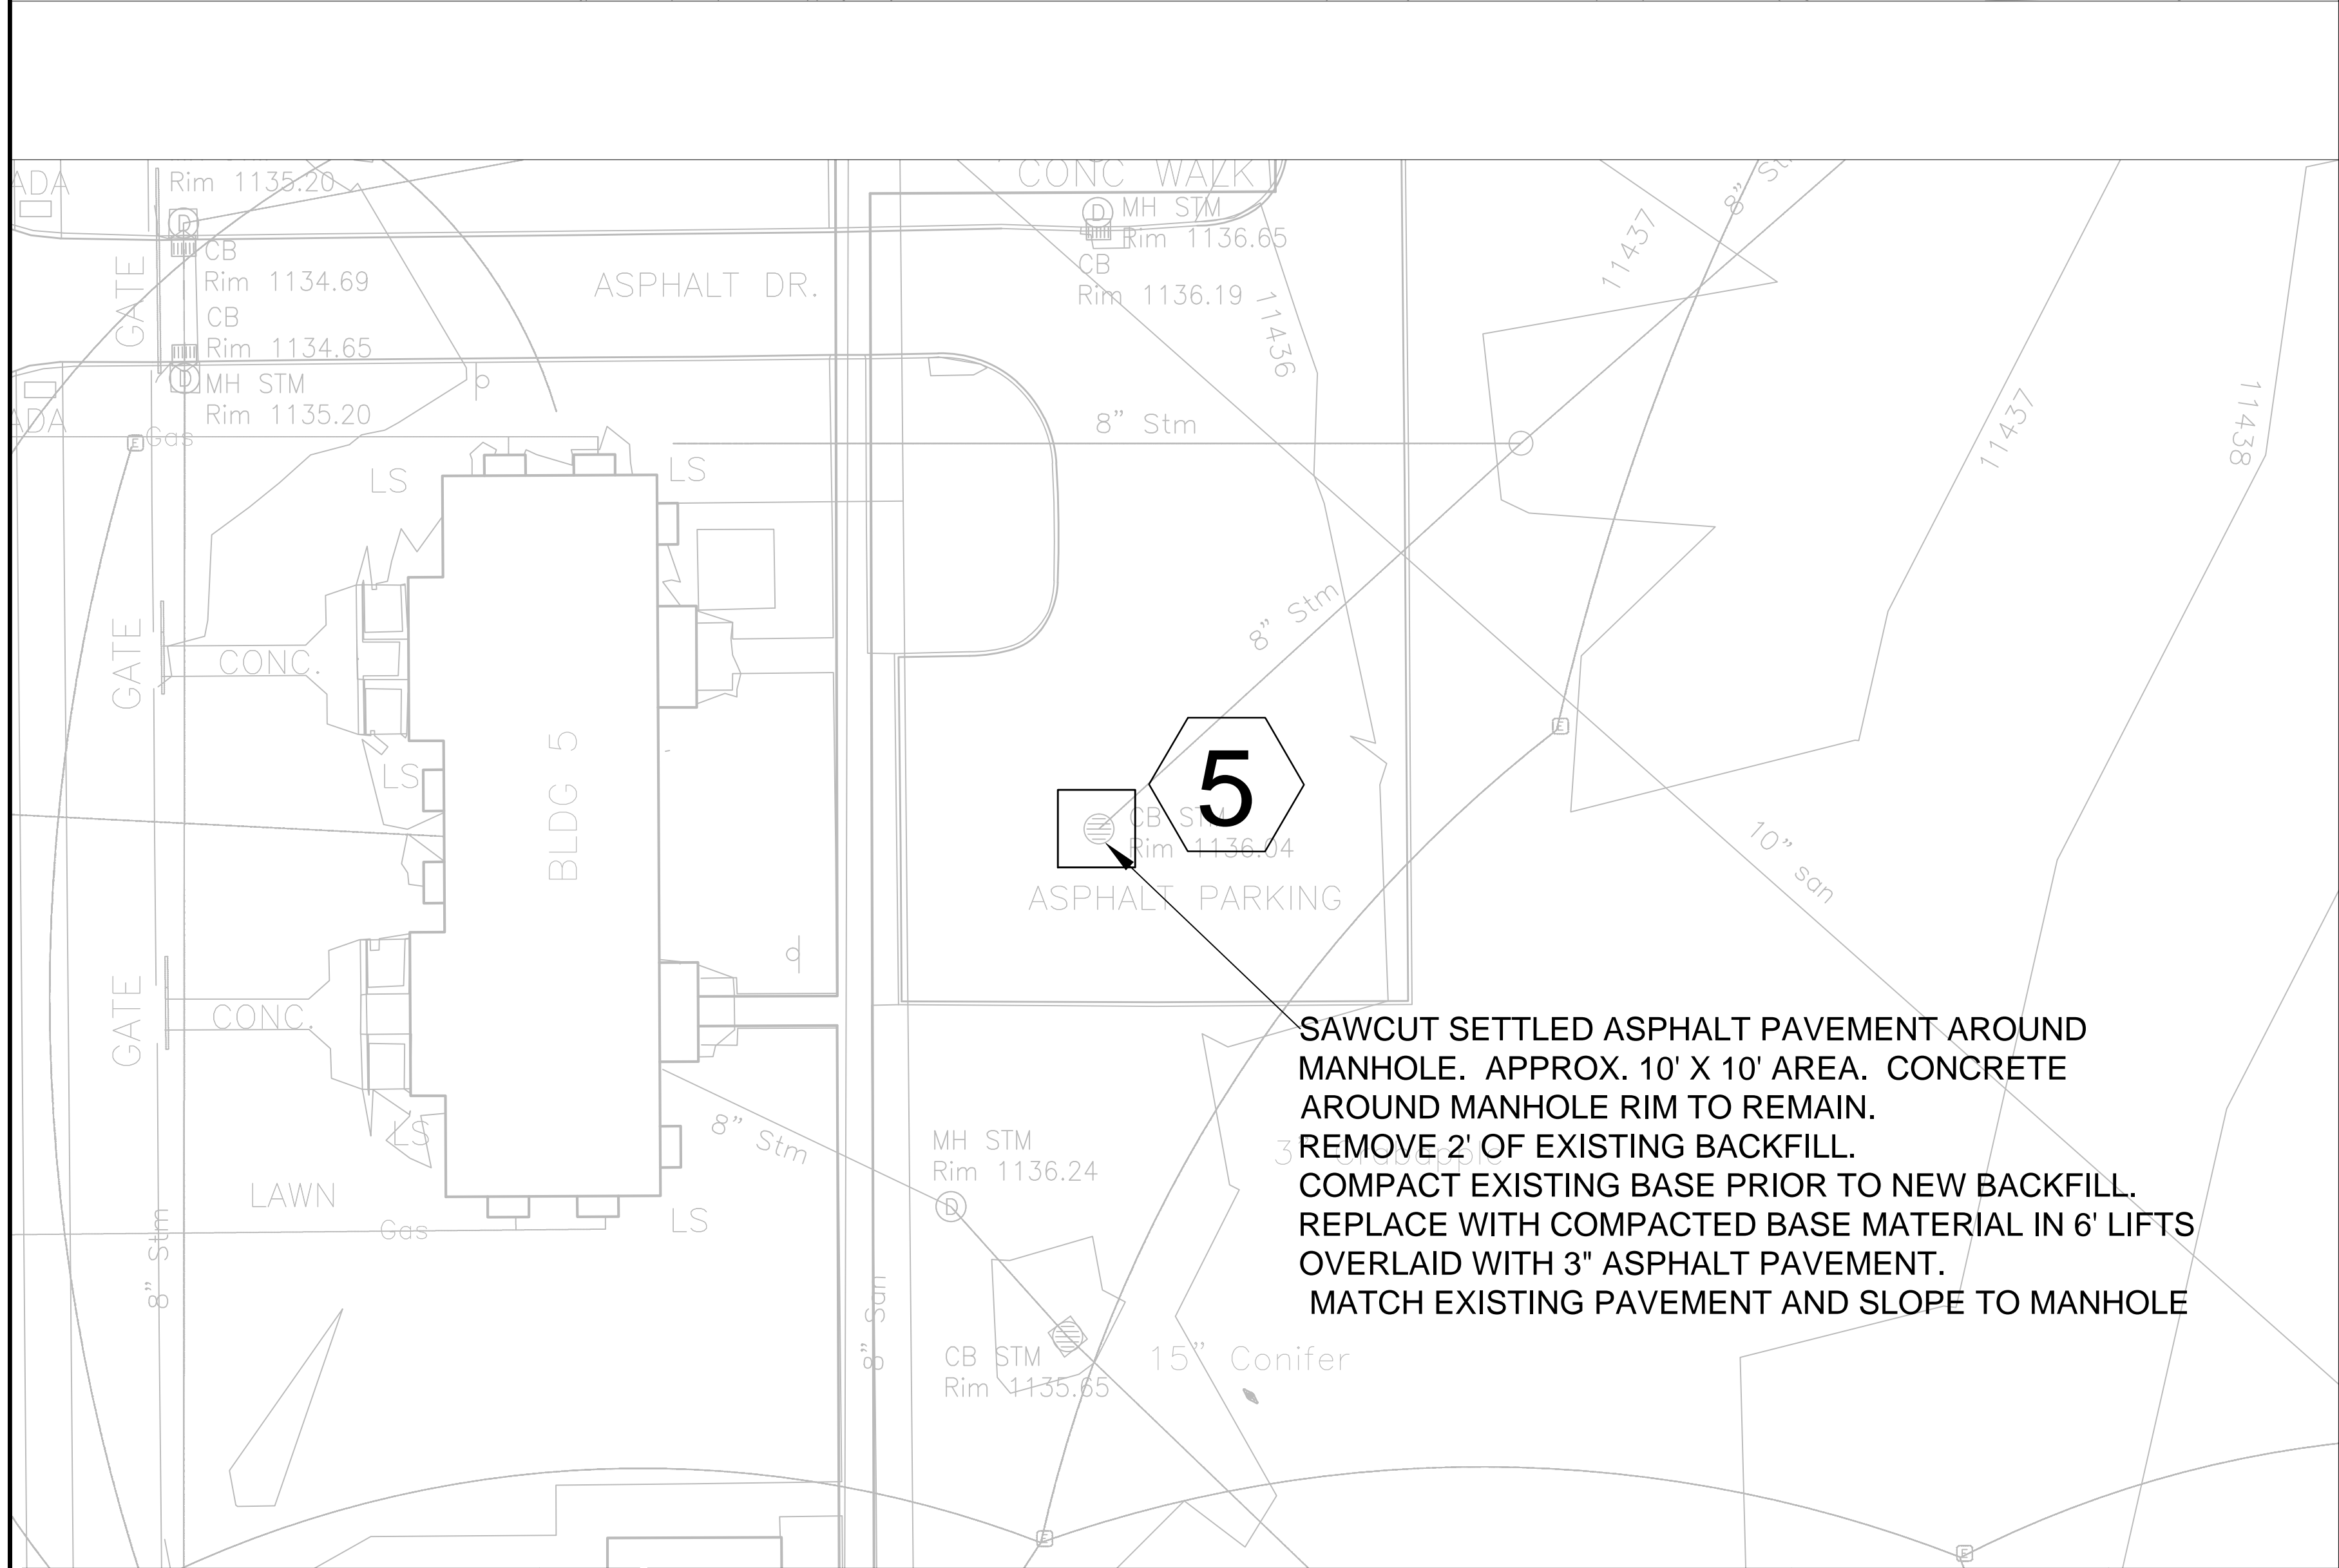 ADA
Rim 1135.20
CONC WALK
MH STM
Rim 1136.65
CB
Rim 1136.19
CB
Rim 1134.69
CB
Rim 1134.65
MH STM
Rim 1135.20
GATE
ASPHALT DR.
11436
11437
8" St
11437
11438
ADA
E
Gas
LS
LS
8" Stm
8" Stm
GATE
CONC.
LS
BLDG 5
5
CB STM
Rim 1136.04
ASPHALT PARKING
E
10" san
GATE
CONC.
LS
8" Stm
MH STM
Rim 1136.24
D
SAWCUT SETTLED ASPHALT PAVEMENT AROUND
MANHOLE. APPROX. 10' X 10' AREA. CONCRETE
AROUND MANHOLE RIM TO REMAIN.
REMOVE 2' OF EXISTING BACKFILL.
COMPACT EXISTING BASE PRIOR TO NEW BACKFILL.
REPLACE WITH COMPACTED BASE MATERIAL IN 6' LIFTS
OVERLAID WITH 3" ASPHALT PAVEMENT.
MATCH EXISTING PAVEMENT AND SLOPE TO MANHOLE
3" Crabapple
LAWN
Gas
LS
8" Stm
8" San
CB STM
Rim 1135.65
15" Conifer
E
E